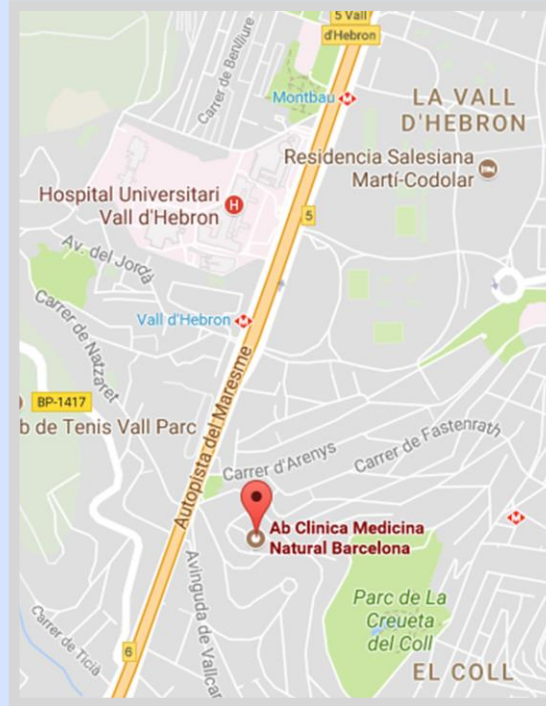 5 Vall
d'Hebron
Carrer de Benlliure
Montbau
LA VALL
D'HEBRON
Residencia Salesiana
Martí-Codolar
Hospital Universitari
Vall d'Hebron
H
5
Av. del Jordà
Carrer de Natzaret
Vall d'Hebron
BP-1417
b de Tenis Vall Parc
Autopista del Maresme
Carrer d'Arenys
Carrer de Fastenrath
Ab Clinica Medicina
Natural Barcelona
Avinguda de Vallcar
Parc de La
Creueta
del Coll
Carrer de Ticià
6
EL COLL